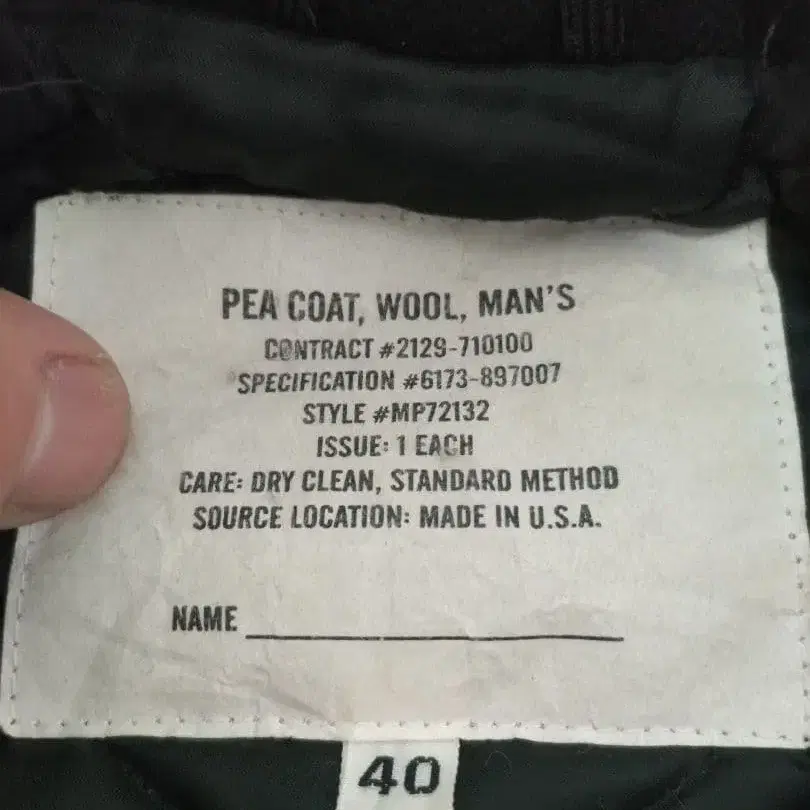 PEA COAT, WOOL, MAN'S
CONTRACT #2129-710100
SPECIFICATION #6173-897007
STYLE #MP72132
ISSUE: 1 EACH
CARE: DRY CLEAN, STANDARD METHOD
SOURCE LOCATION: MADE IN U.S.A.
NAME
40